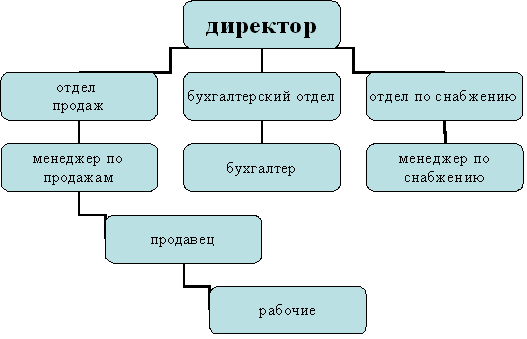 директор
отдел
продаж
бухгалтерский отдел
отдел по снабжению
менеджер по
продажам
бухгалтер
менеджер по
снабжению
продавец
рабочие